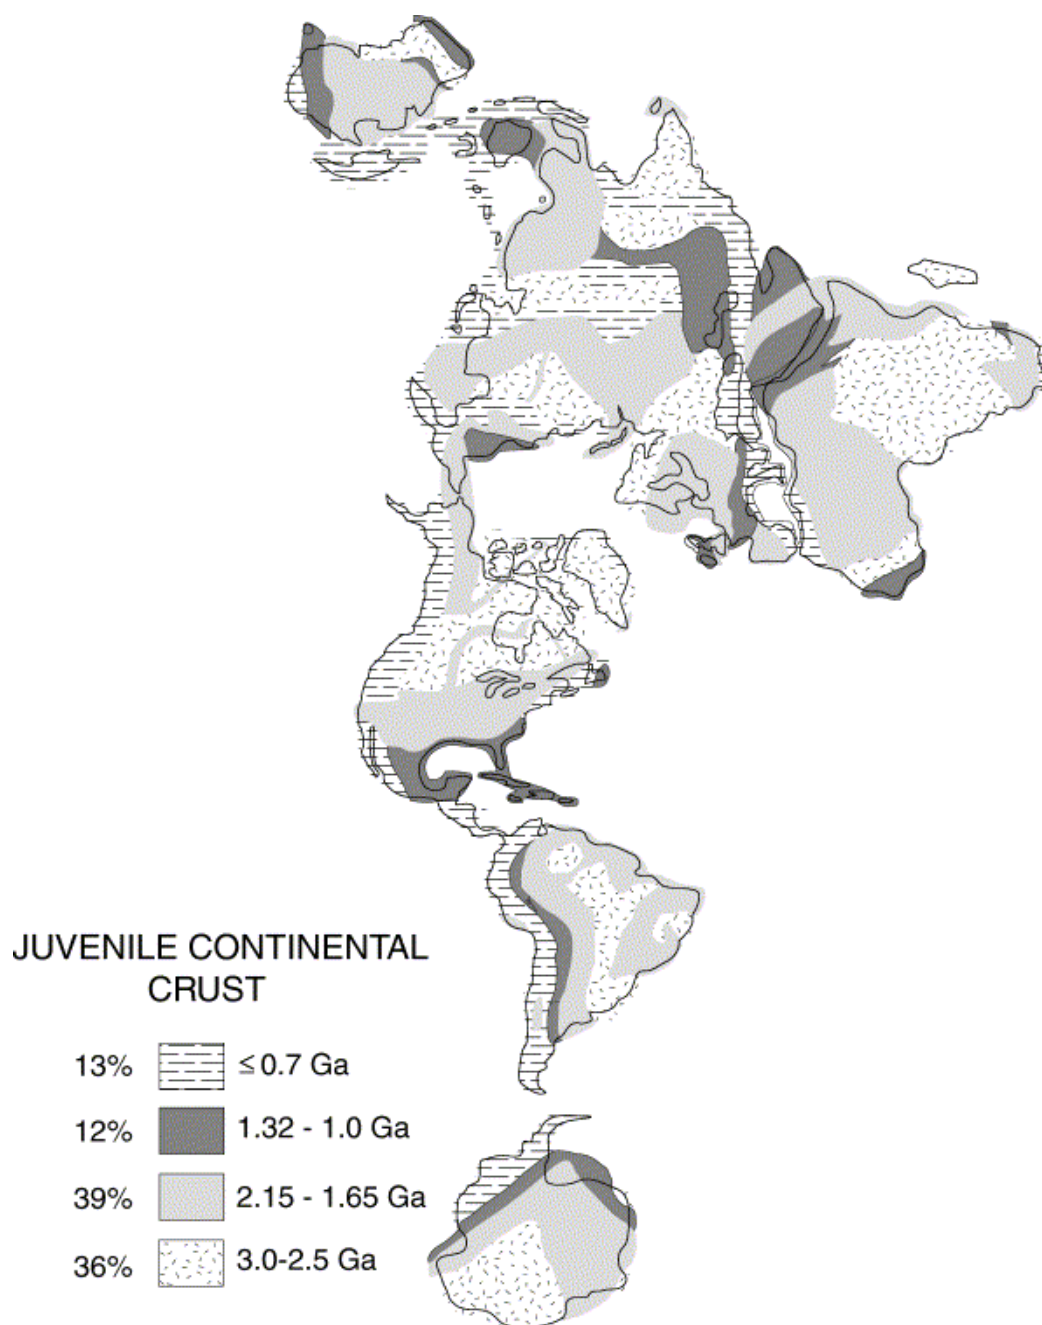 JUVENILE CONTINENTAL
CRUST
13% ≤ 0.7 Ga
12% 1.32 - 1.0 Ga
39% 2.15 - 1.65 Ga
36% 3.0-2.5 Ga